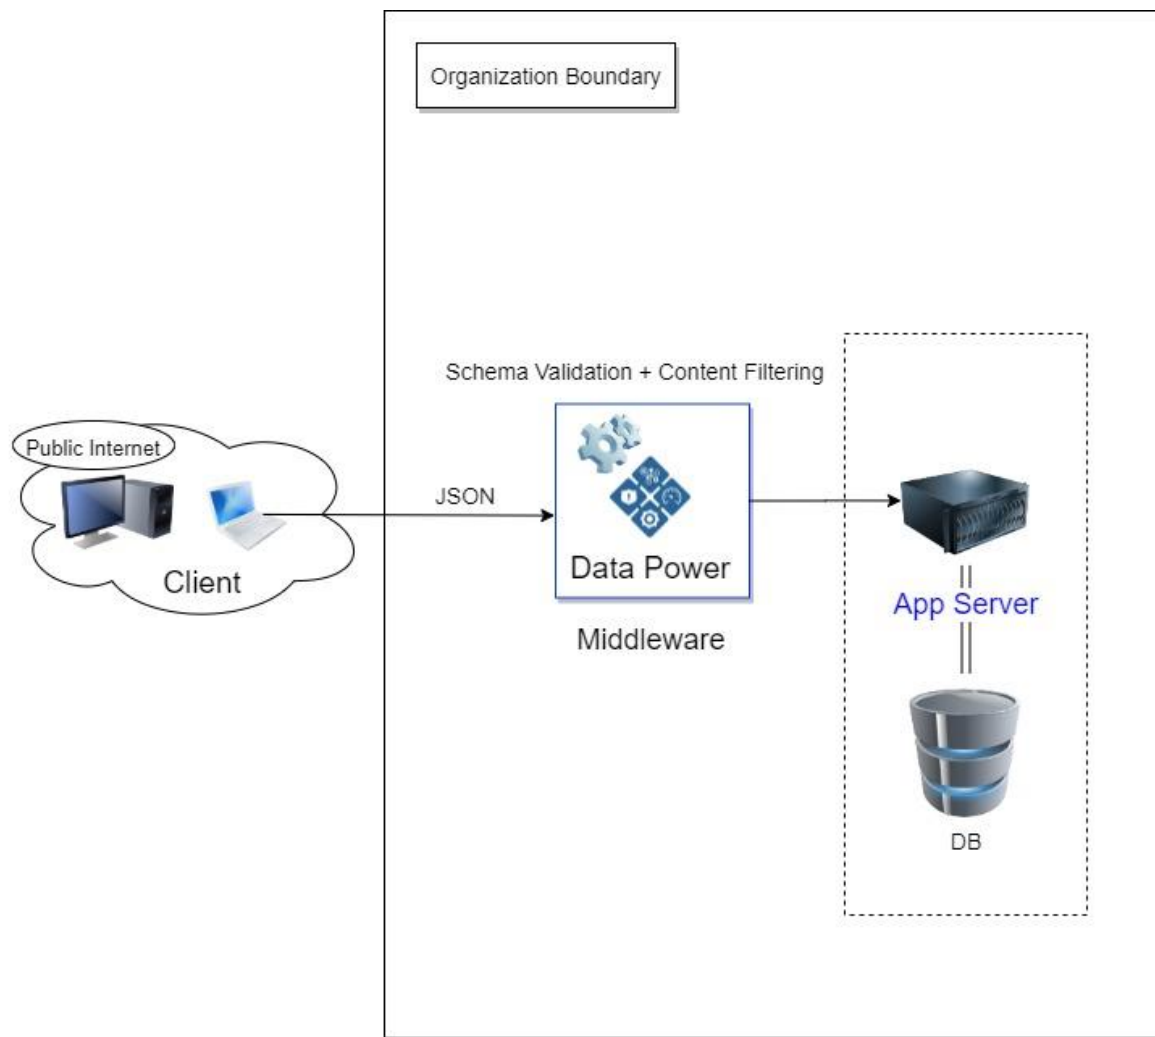 Organization Boundary
Schema Validation + Content Filtering
Public Internet
JSON
Client
Data Power
Middleware
App Server
DB